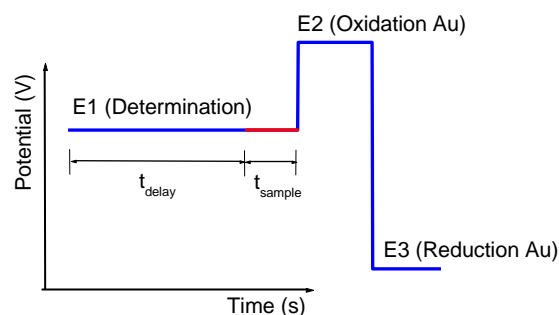 E2 (Oxidation Au)
E1 (Determination)
Potential (V)
t_delay
t_sample
E3 (Reduction Au)
Time (s)